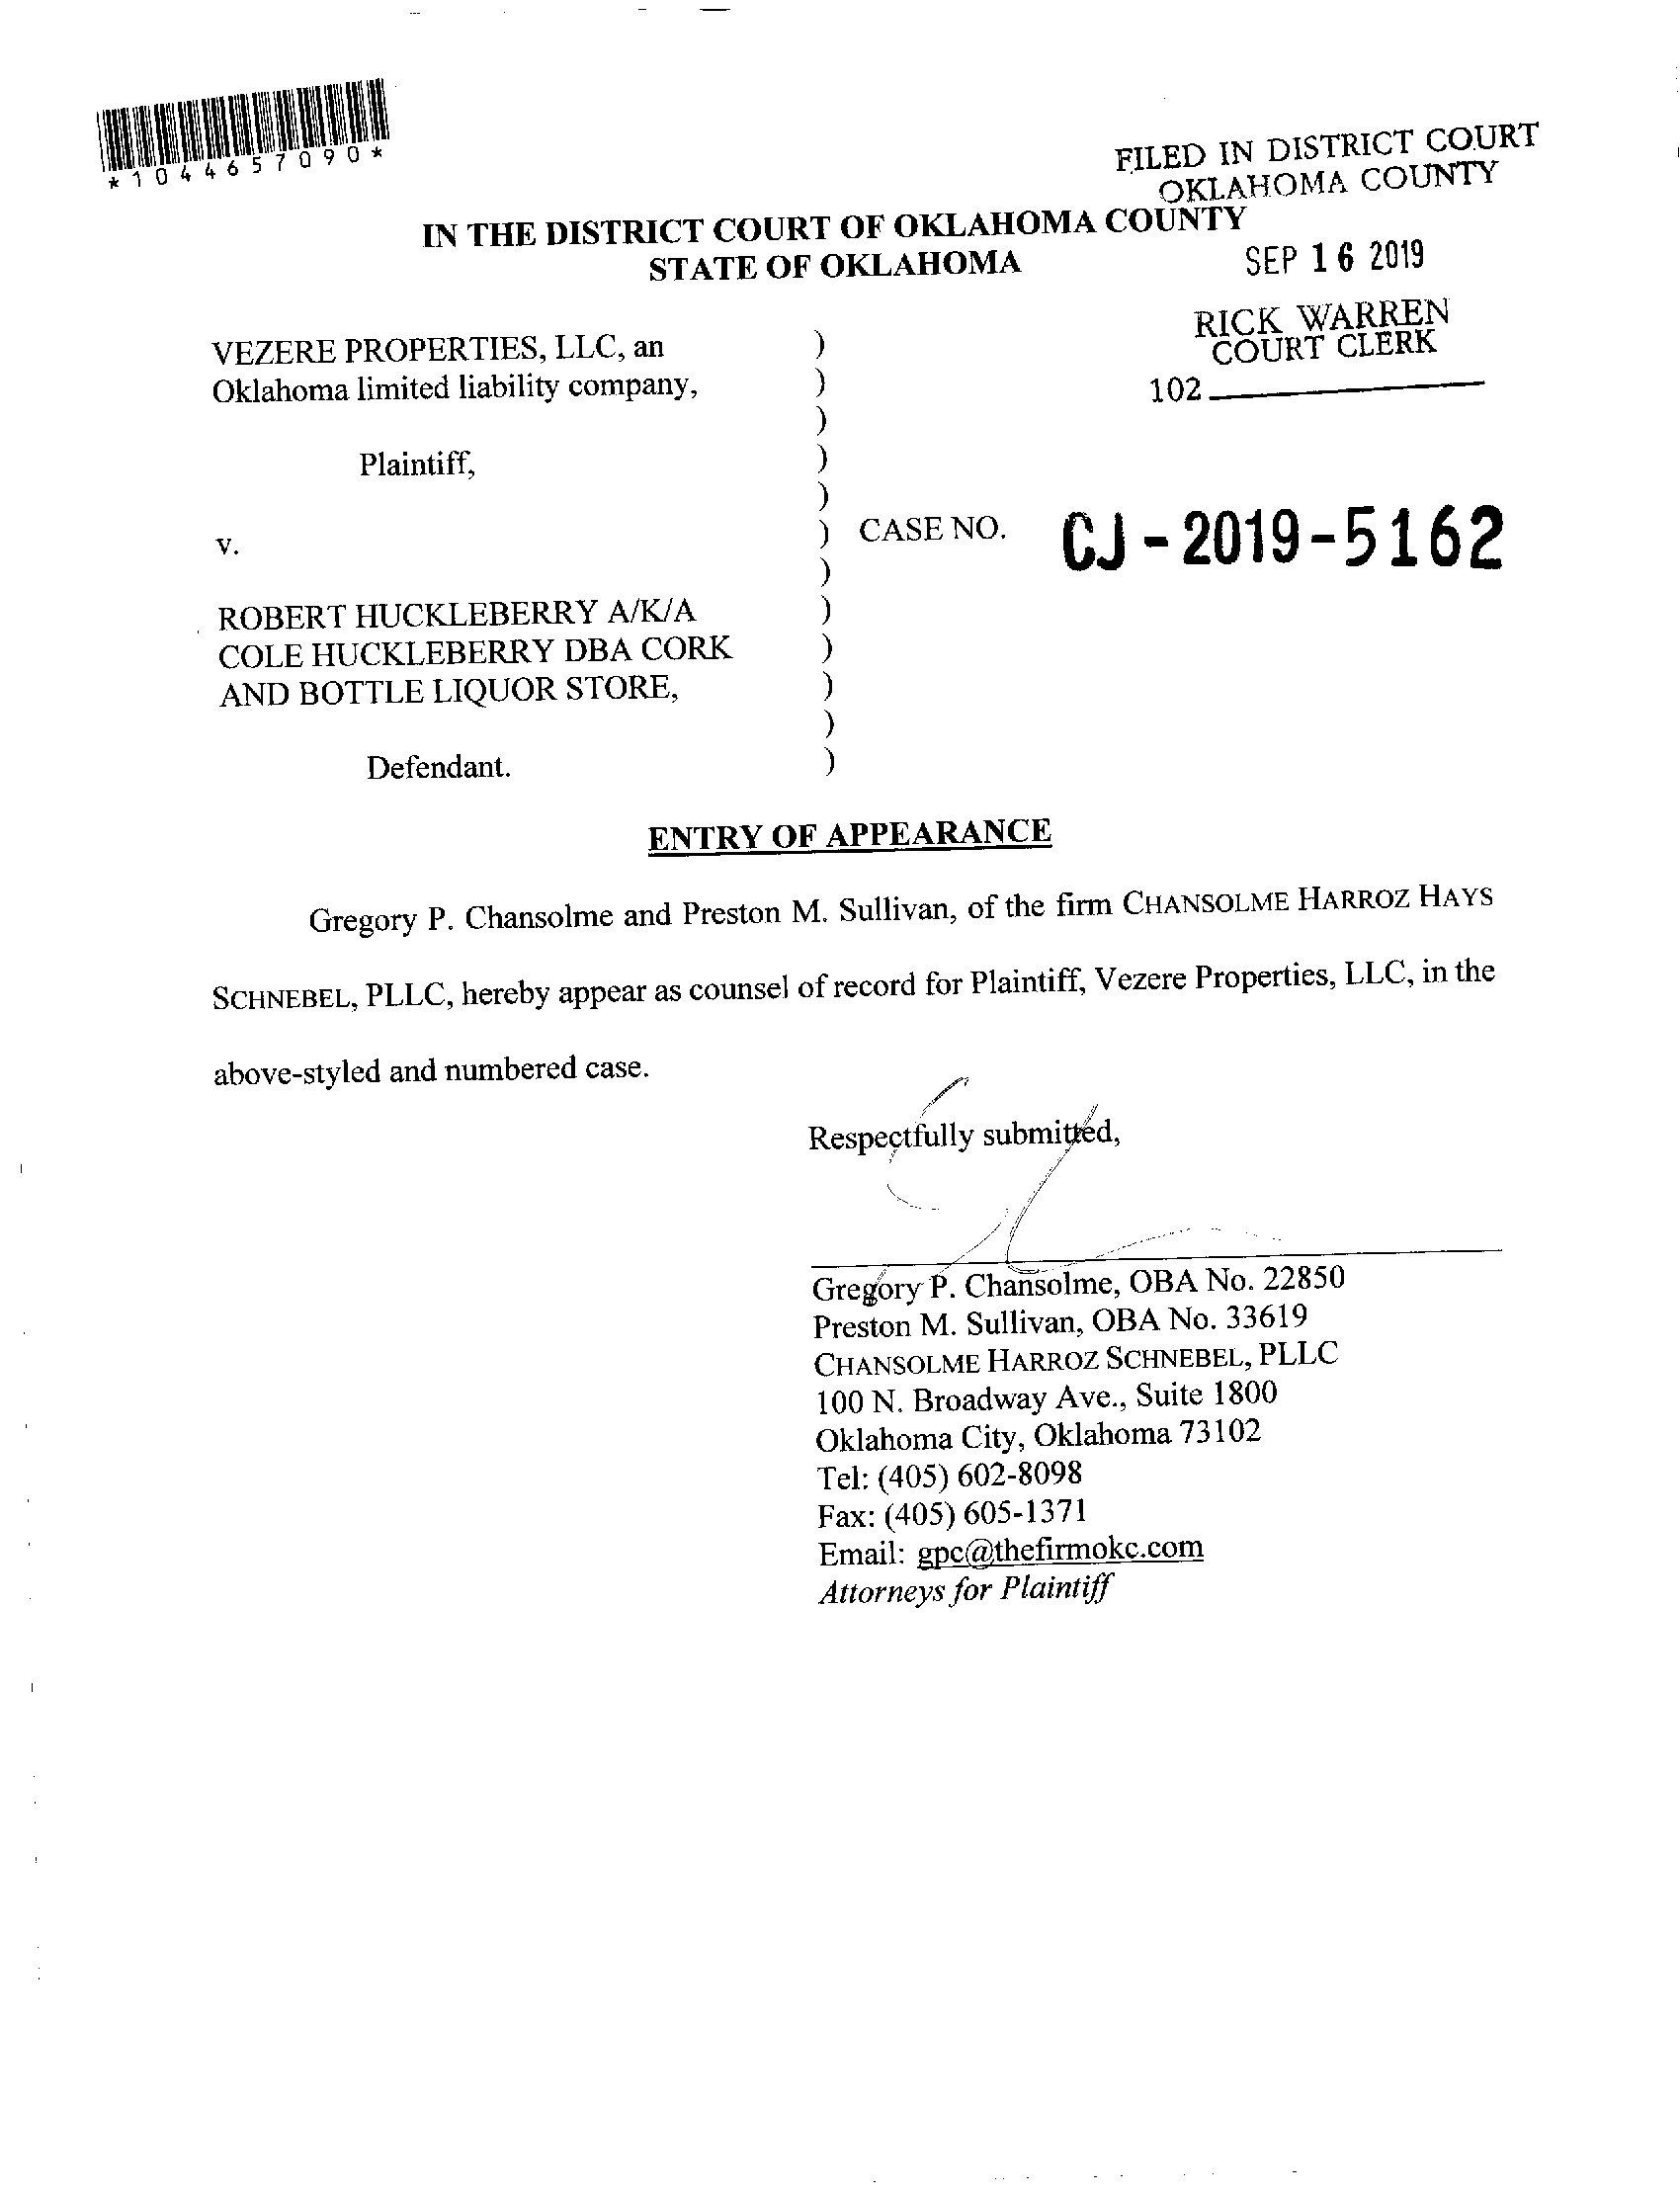 *1044657090*
FILED IN DISTRICT COURT
OKLAHOMA COUNTY
IN THE DISTRICT COURT OF OKLAHOMA COUNTY
STATE OF OKLAHOMA
SEP 16 2019
RICK WARREN
COURT CLERK
102
VEZERE PROPERTIES, LLC, an )
Oklahoma limited liability company, )
)
Plaintiff, )
)
v. ) CASE NO. CJ-2019-5162
)
ROBERT HUCKLEBERRY A/K/A )
COLE HUCKLEBERRY DBA CORK )
AND BOTTLE LIQUOR STORE, )
)
Defendant. )
ENTRY OF APPEARANCE
Gregory P. Chansolme and Preston M. Sullivan, of the firm CHANSOLME HARROZ HAYS
SCHNEBEL, PLLC, hereby appear as counsel of record for Plaintiff, Vezere Properties, LLC, in the
above-styled and numbered case.
Respectfully submitted,
Gregory P. Chansolme, OBA No. 22850
Preston M. Sullivan, OBA No. 33619
CHANSOLME HARROZ SCHNEBEL, PLLC
100 N. Broadway Ave., Suite 1800
Oklahoma City, Oklahoma 73102
Tel: (405) 602-8098
Fax: (405) 605-1371
Email: gpc@thefirmokc.com
Attorneys for Plaintiff